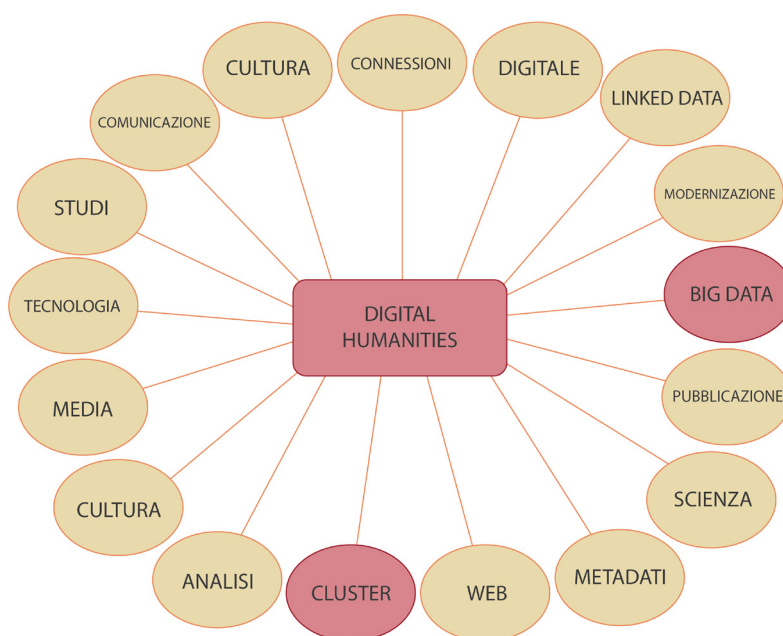 CULTURA
CONNESSIONI
DIGITALE
LINKED DATA
COMUNICAZIONE
MODERNIZAZIONE
STUDI
BIG DATA
TECNOLOGIA
DIGITAL
HUMANITIES
PUBBLICAZIONE
MEDIA
SCIENZA
CULTURA
ANALISI
CLUSTER
WEB
METADATI